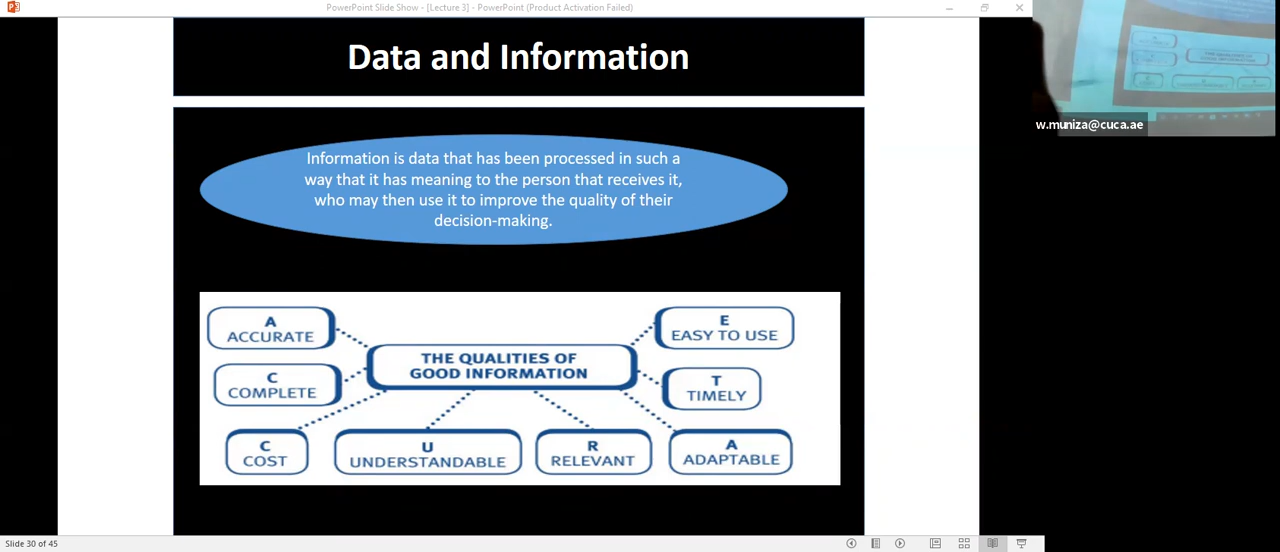 PowerPoint Slide Show - [Lecture 3] - PowerPoint (Product Activation Failed)
Data and Information
w.muniza@cuca.ae
Information is data that has been processed in such a
way that it has meaning to the person that receives it,
who may then use it to improve the quality of their
decision-making.
A
ACCURATE
C
COMPLETE
C
COST
U
UNDERSTANDABLE
R
RELEVANT
A
ADAPTABLE
T
TIMELY
E
EASY TO USE
THE QUALITIES OF
GOOD INFORMATION
Slide 30 of 45